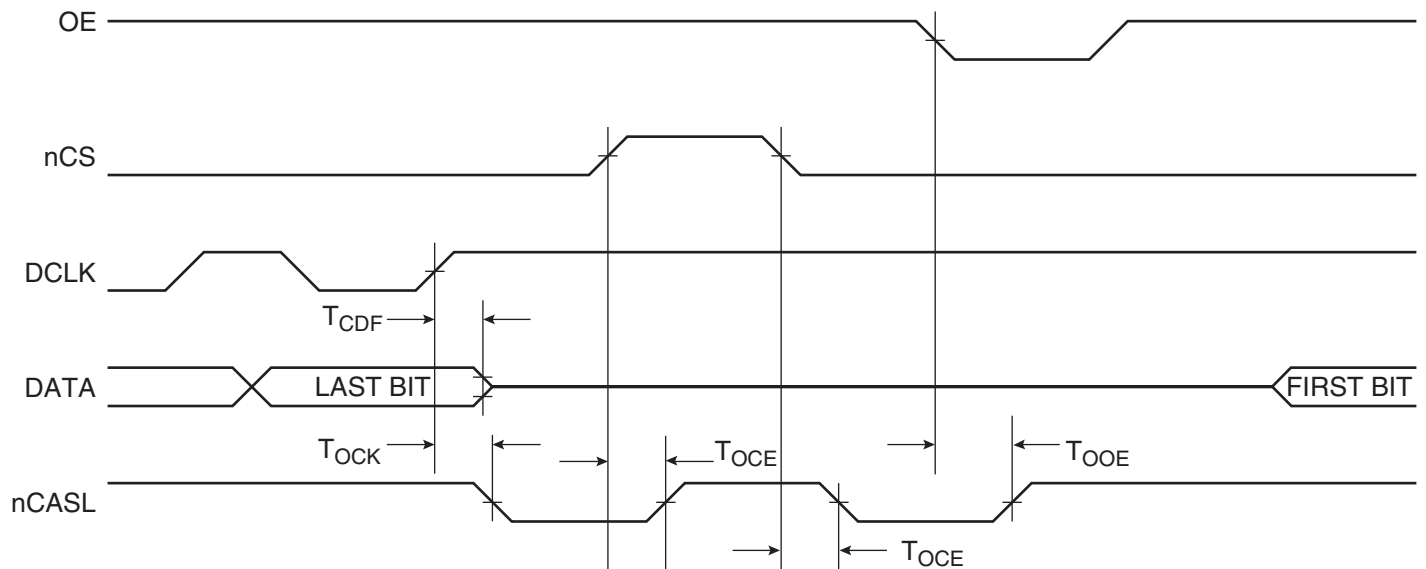 OE
nCS
DCLK
TCDF
DATA
LAST BIT
FIRST BIT
TOCK
TOCE
TOOE
nCASL
TOCE